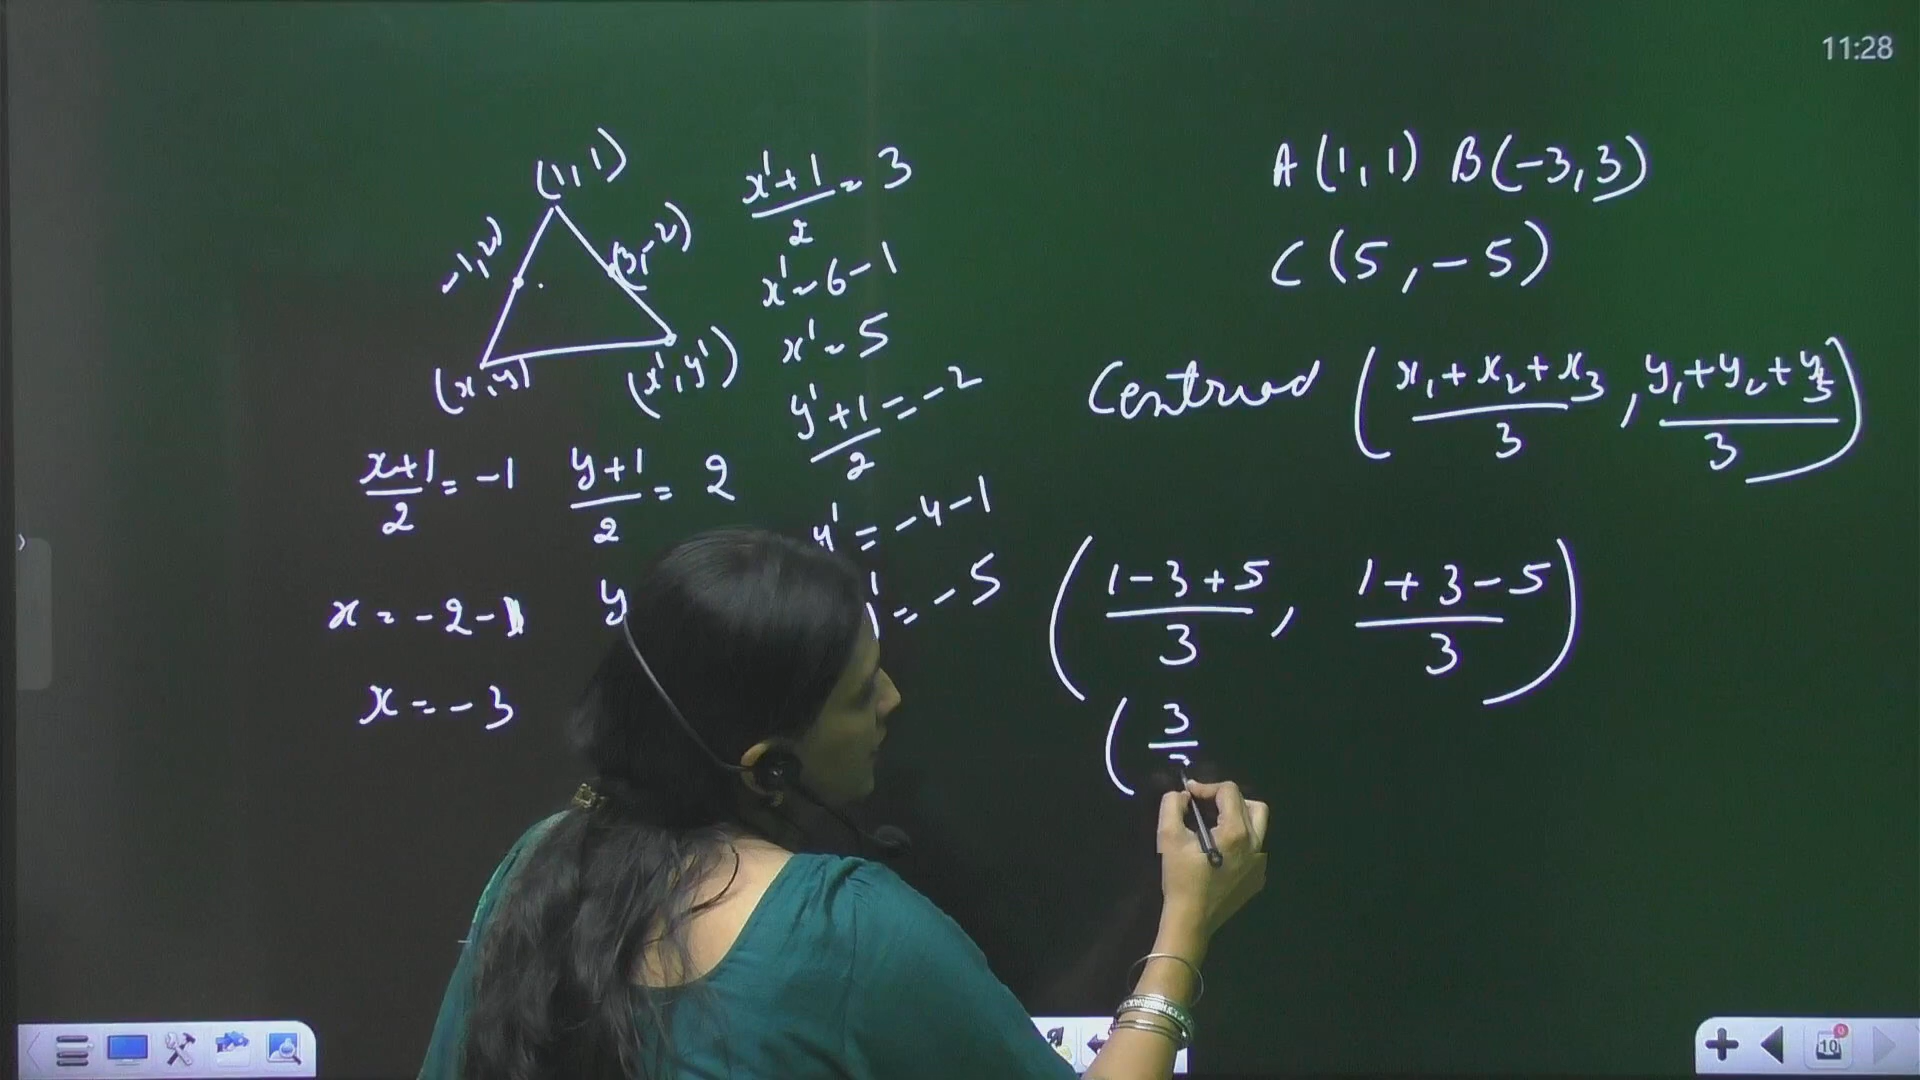 11:28
(1,1)
-1,2)
(3,-2)
(x,y)
(x',y')
x'+1/2 = 3
x' = 6-1
x' = 5
y'+1/2 = -2
y' = -4-1
= -5
x+1/2 = -1
y+1/2 = 2
x = -2-1
y
x = -3
A(1,1) B(-3,3)
C(5,-5)
Centriod (x₁+x₂+x₃/3, y₁+y₂+y₃/3)
(1-3+5/3, 1+3-5/3)
(3/
10